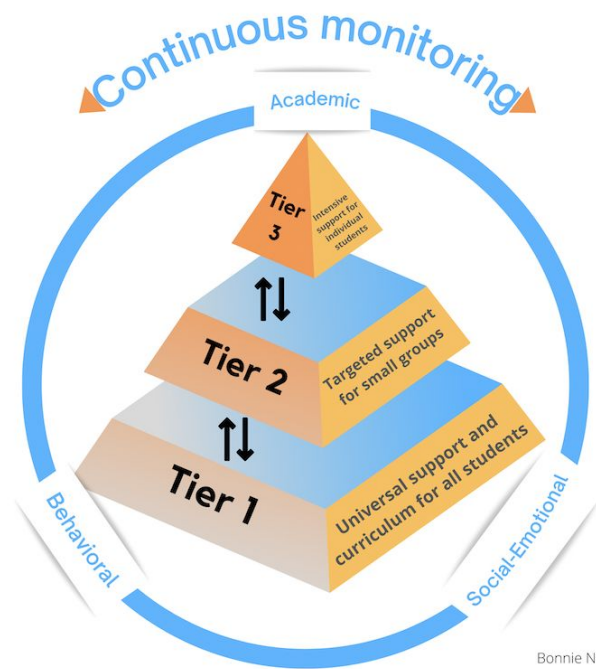 Continuous monitoring
Academic
Tier
3
Intensive
support for
individual
students
Tier 2
Targeted support
for small groups
Tier 1
Universal support and
curriculum for all students
Behavioral
Social-Emotional
Bonnie N